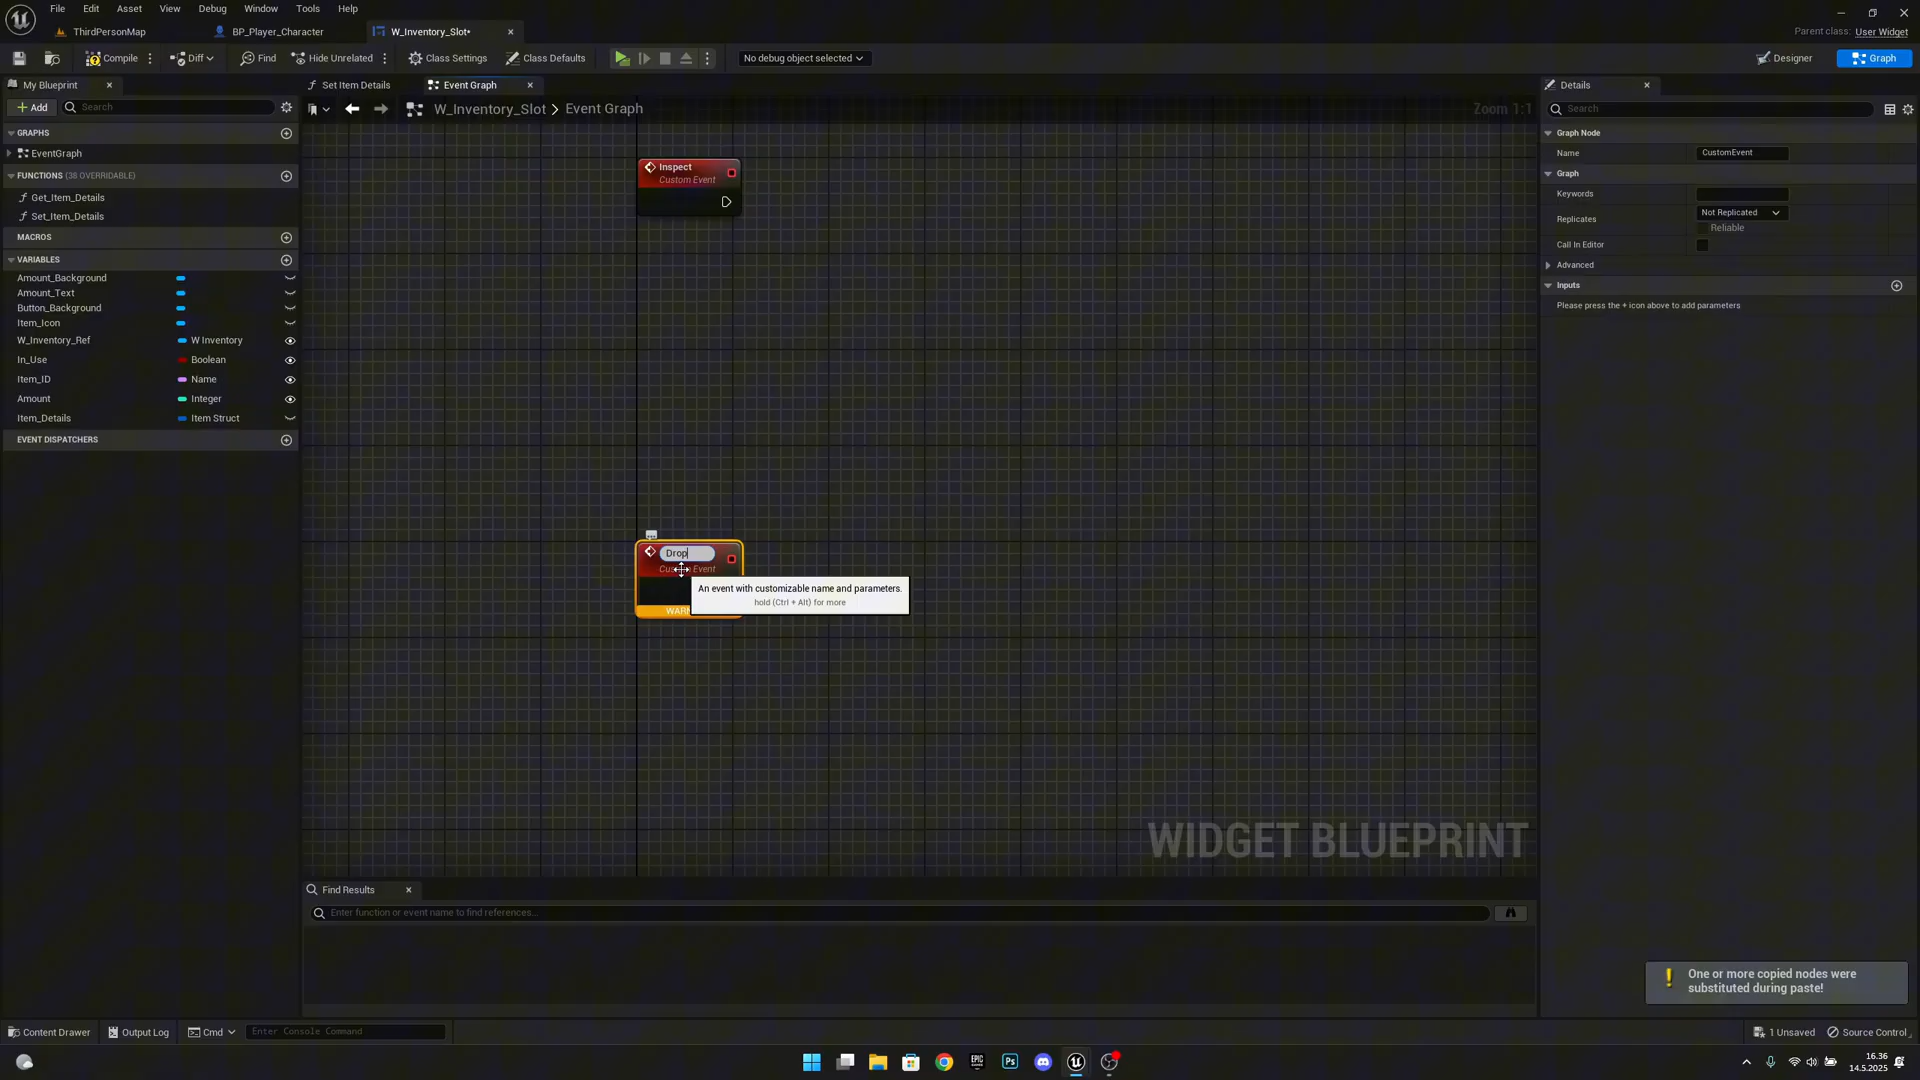 File Edit Asset View Debug Window Tools Help
ThirdPersonMap BP_Player_Character W_Inventory_Slot•
Parent class: User Widget
Compile Diff Find Hide Unrelated Class Settings Class Defaults No debug object selected Designer Graph
My Blueprint Set Item Details Event Graph Details
Add Search W_Inventory_Slot > Event Graph Zoom 1:1 Search
GRAPHS
EventGraph
FUNCTIONS (38 OVERRIDABLE)
Get_Item_Details
Set_Item_Details
MACROS
VARIABLES
Amount_Background
Amount_Text
Button_Background
Item_Icon
W_Inventory_Ref W Inventory
In_Use Boolean
Item_ID Name
Amount Integer
Item_Details Item Struct
EVENT DISPATCHERS
Inspect
Custom Event
Drop
Custom Event
WARN
An event with customizable name and parameters.
hold (Ctrl + Alt) for more
WIDGET BLUEPRINT
Graph Node
Name CustomEvent
Graph
Keywords
Replicates Not Replicated
Reliable
Call In Editor
Advanced
Inputs
Please press the + icon above to add parameters
Find Results
Enter function or event name to find references...
One or more copied nodes were
substituted during paste!
Content Drawer Output Log Cmd Enter Console Command 1 Unsaved Source Control
EPIC GAMES Ps
16.36
14.5.2025